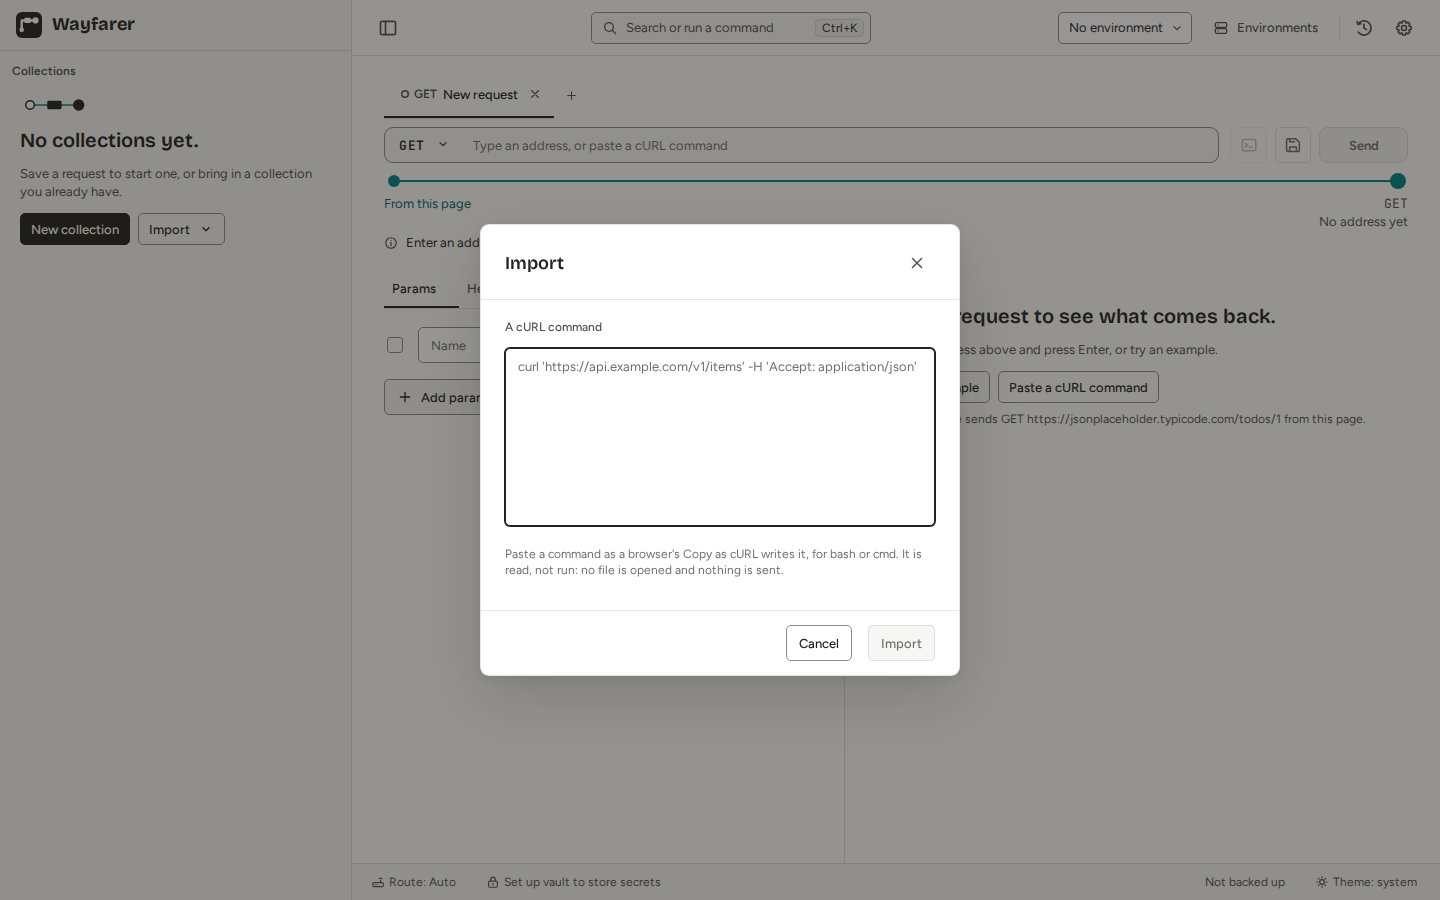 Wayfarer
Search or run a command
Ctrl+K
No environment
Environments
Collections
No collections yet.
Save a request to start one, or bring in a collection
you already have.
New collection
Import
GET New request
GET
Type an address, or paste a cURL command
Send
From this page
GET
No address yet
Enter an add
Params
He
Name
Add param
request to see what comes back.
ess above and press Enter, or try an example.
ple
Paste a cURL command
sends GET https://jsonplaceholder.typicode.com/todos/1 from this page.
Import
A cURL command
curl 'https://api.example.com/v1/items' -H 'Accept: application/json'
Paste a command as a browser's Copy as cURL writes it, for bash or cmd. It is
read, not run: no file is opened and nothing is sent.
Cancel
Import
Route: Auto
Set up vault to store secrets
Not backed up
Theme: system